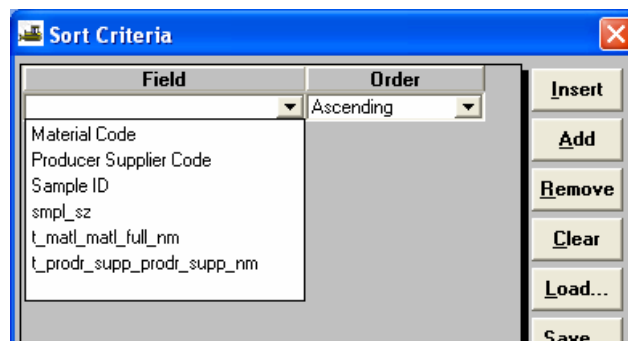 Sort Criteria
Field Order
Ascending
Material Code
Producer Supplier Code
Sample ID
smpl_sz
t_matl_matl_full_nm
t_prodr_supp_prodr_supp_nm
Insert
Add
Remove
Clear
Load...
Save...